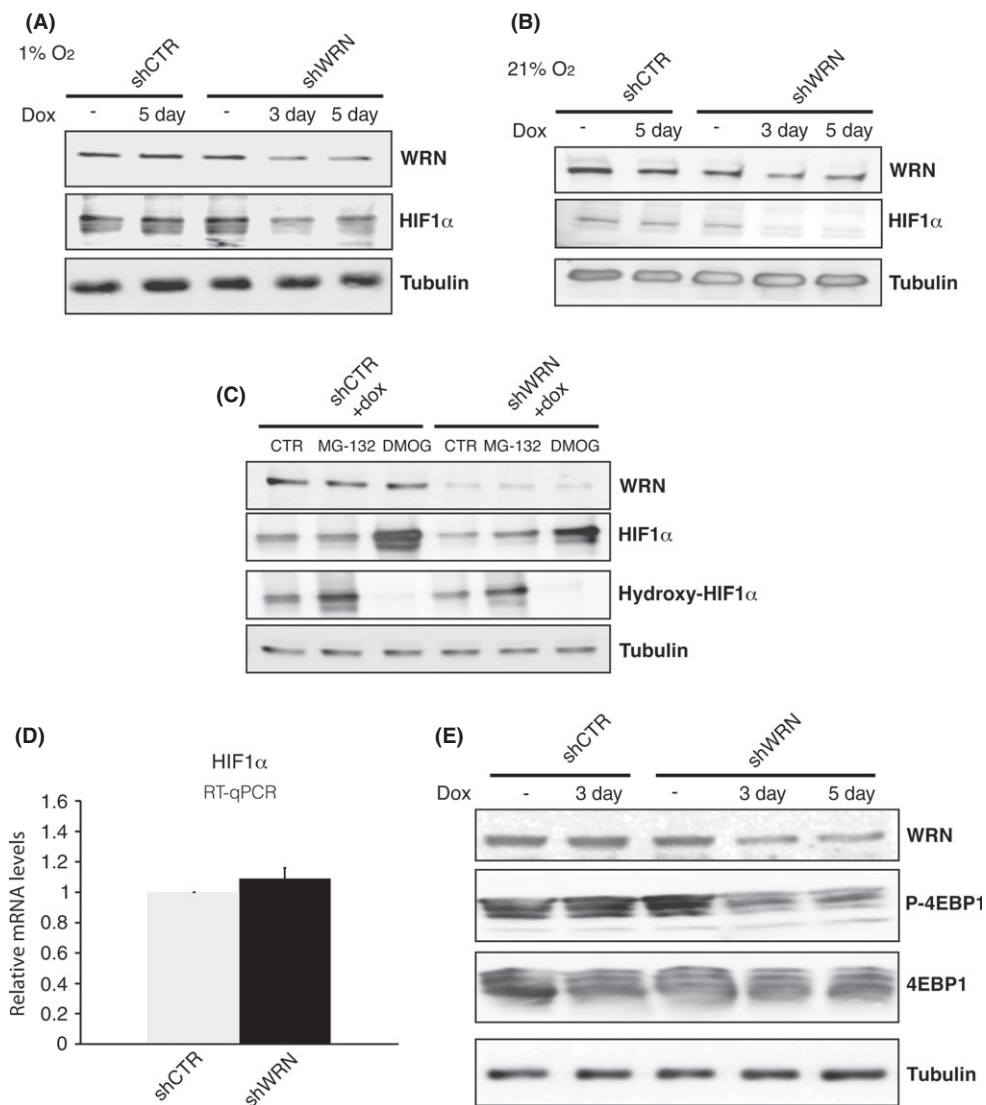 (A)
1% O2
shCTR
shWRN
Dox - 5 day - 3 day 5 day
WRN
HIF1α
Tubulin
(B)
21% O2
shCTR
shWRN
Dox - 5 day - 3 day 5 day
WRN
HIF1α
Tubulin
(C)
shCTR
+dox
shWRN
+dox
CTR MG-132 DMOG CTR MG-132 DMOG
WRN
HIF1α
Hydroxy-HIF1α
Tubulin
(D)
HIF1α
RT-qPCR
Relative mRNA levels
1.6
1.4
1.2
1
0.8
0.6
0.4
0.2
0
shCTR
shWRN
(E)
shCTR
shWRN
Dox - 3 day - 3 day 5 day
WRN
P-4EBP1
4EBP1
Tubulin